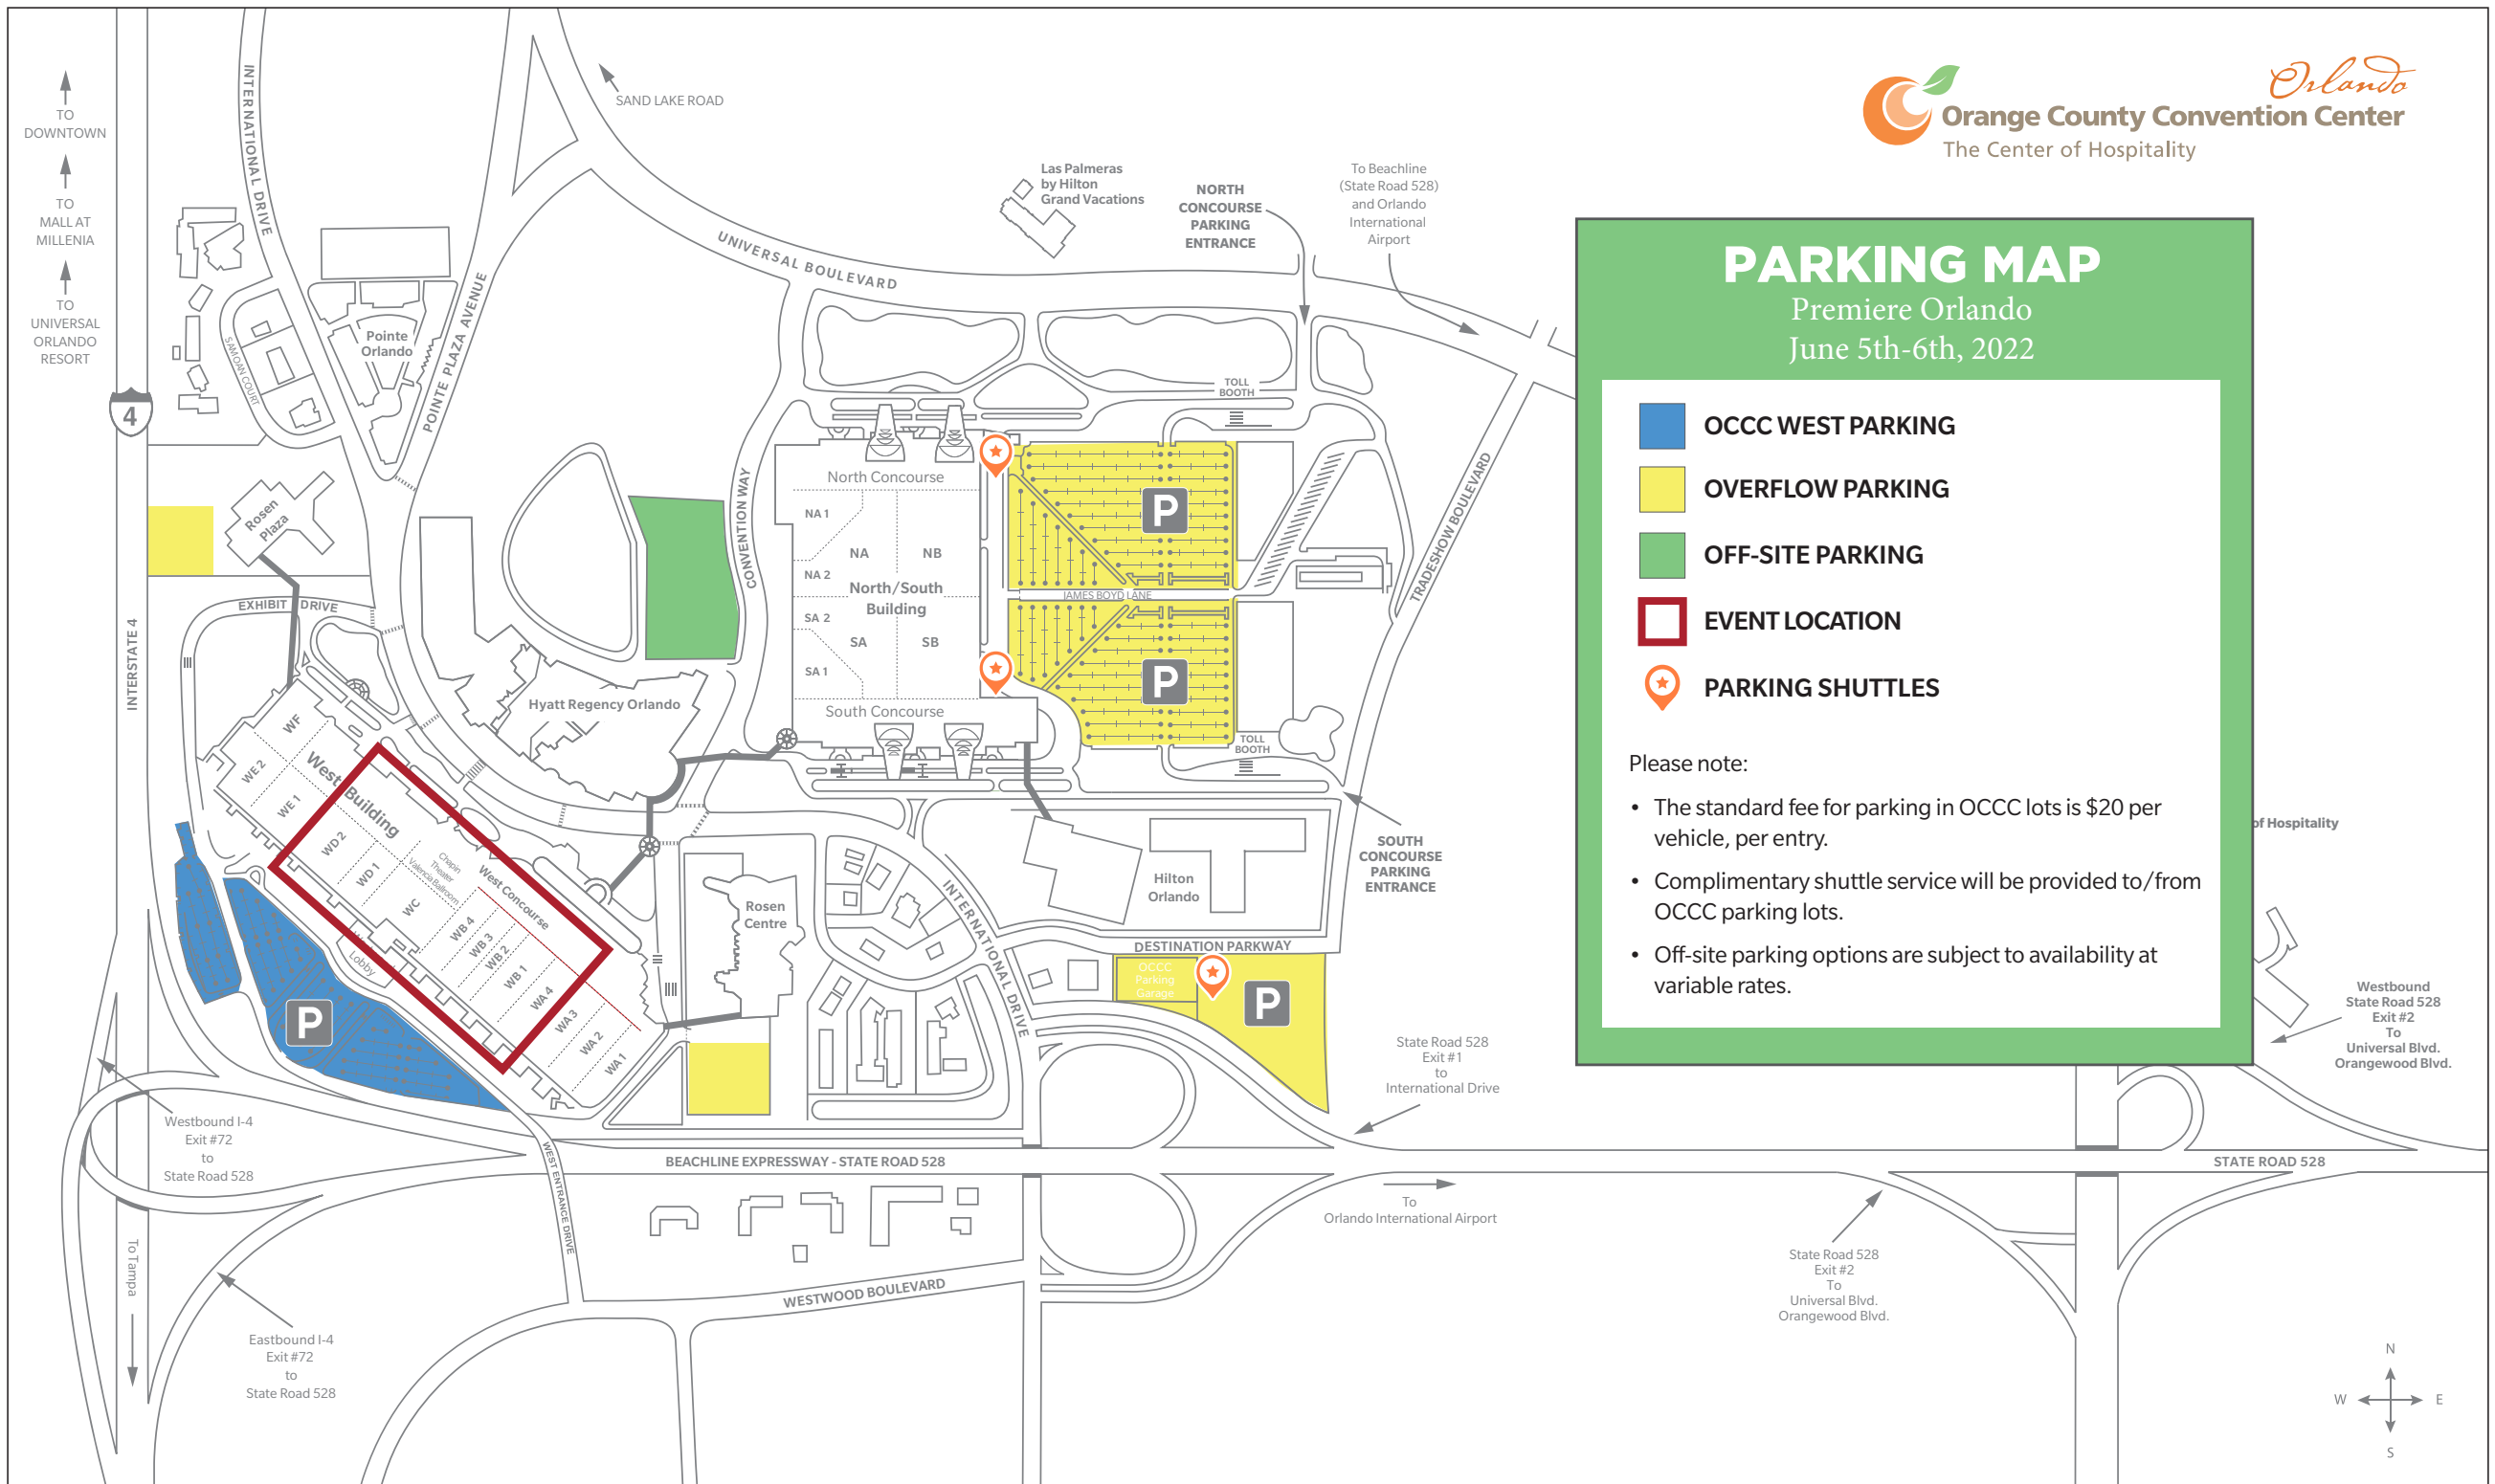 Orlando
Orange County Convention Center
The Center of Hospitality
PARKING MAP
Premiere Orlando
June 5th-6th, 2022
OCCC WEST PARKING
OVERFLOW PARKING
OFF-SITE PARKING
EVENT LOCATION
PARKING SHUTTLES
Please note:
• The standard fee for parking in OCCC lots is $20 per
vehicle, per entry.
• Complimentary shuttle service will be provided to/from
OCCC parking lots.
• Off-site parking options are subject to availability at
variable rates.
of Hospitality
TO
DOWNTOWN
TO
MALL AT
MILLENIA
TO
UNIVERSAL
ORLANDO
RESORT
4
INTERSTATE 4
To Tampa
INTERNATIONAL DRIVE
SAND LAKE ROAD
UNIVERSAL BOULEVARD
Las Palmeras
by Hilton
Grand Vacations
NORTH
CONCOURSE
PARKING
ENTRANCE
To Beachline
(State Road 528)
and Orlando
International
Airport
SAMOAN COURT
Pointe
Orlando
POINTE PLAZA AVENUE
Rosen
Plaza
EXHIBIT DRIVE
CONVENTION WAY
TOLL
BOOTH
North Concourse
NA 1
NA
NB
NA 2
North/South
Building
SA 2
SA
SB
SA 1
South Concourse
P
JAMES BOYD LANE
P
TRADESHOW BOULEVARD
TOLL
BOOTH
Hyatt Regency Orlando
WF
WE 2
WE 1
West Building
WD 2
WD 1
Chapin
Theater
Valencia Ballroom
WC
West Concourse
WB 4
WB 3
WB 2
WB 1
WA 4
WA 3
WA 2
WA 1
Lobby
P
Rosen
Centre
INTERNATIONAL DRIVE
Hilton
Orlando
SOUTH
CONCOURSE
PARKING
ENTRANCE
DESTINATION PARKWAY
OCCC
Parking
Garage
P
State Road 528
Exit #1
to
International Drive
Westbound
State Road 528
Exit #2
To
Universal Blvd.
Orangewood Blvd.
Westbound I-4
Exit #72
to
State Road 528
WEST ENTRANCE DRIVE
BEACHLINE EXPRESSWAY - STATE ROAD 528
STATE ROAD 528
To
Orlando International Airport
State Road 528
Exit #2
To
Universal Blvd.
Orangewood Blvd.
WESTWOOD BOULEVARD
Eastbound I-4
Exit #72
to
State Road 528
N
W E
S